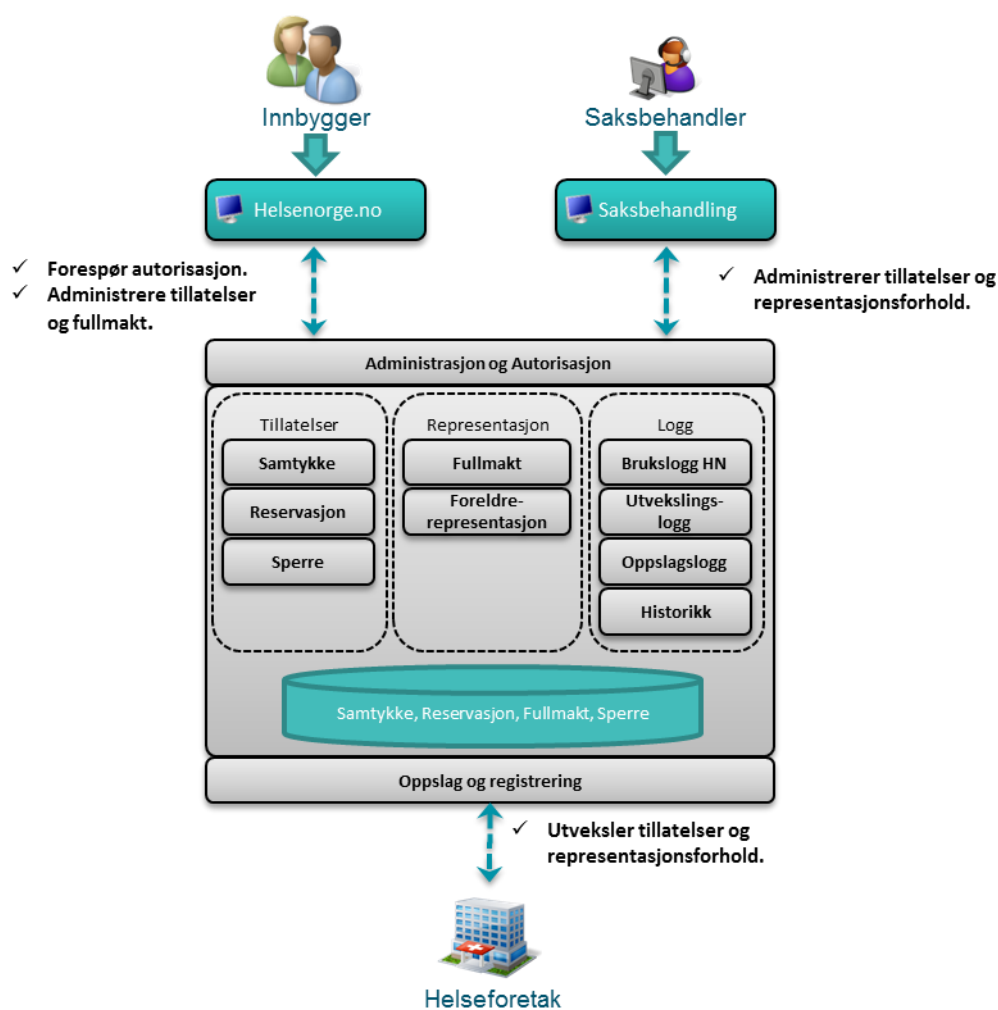 Innbygger
Saksbehandler
Helsenorge.no
Saksbehandling
✓ Forespør autorisasjon.
✓ Administrere tillatelser
og fullmakt.
✓ Administrerer tillatelser og
representasjonsforhold.
Administrasjon og Autorisasjon
Tillatelser
Samtykke
Reservasjon
Sperre
Representasjon
Fullmakt
Foreldre-
representasjon
Logg
Brukslogg HN
Utvekslings-
logg
Oppslagslogg
Historikk
Samtykke, Reservasjon, Fullmakt, Sperre
Oppslag og registrering
✓ Utveksler tillatelser og
representasjonsforhold.
Helseforetak